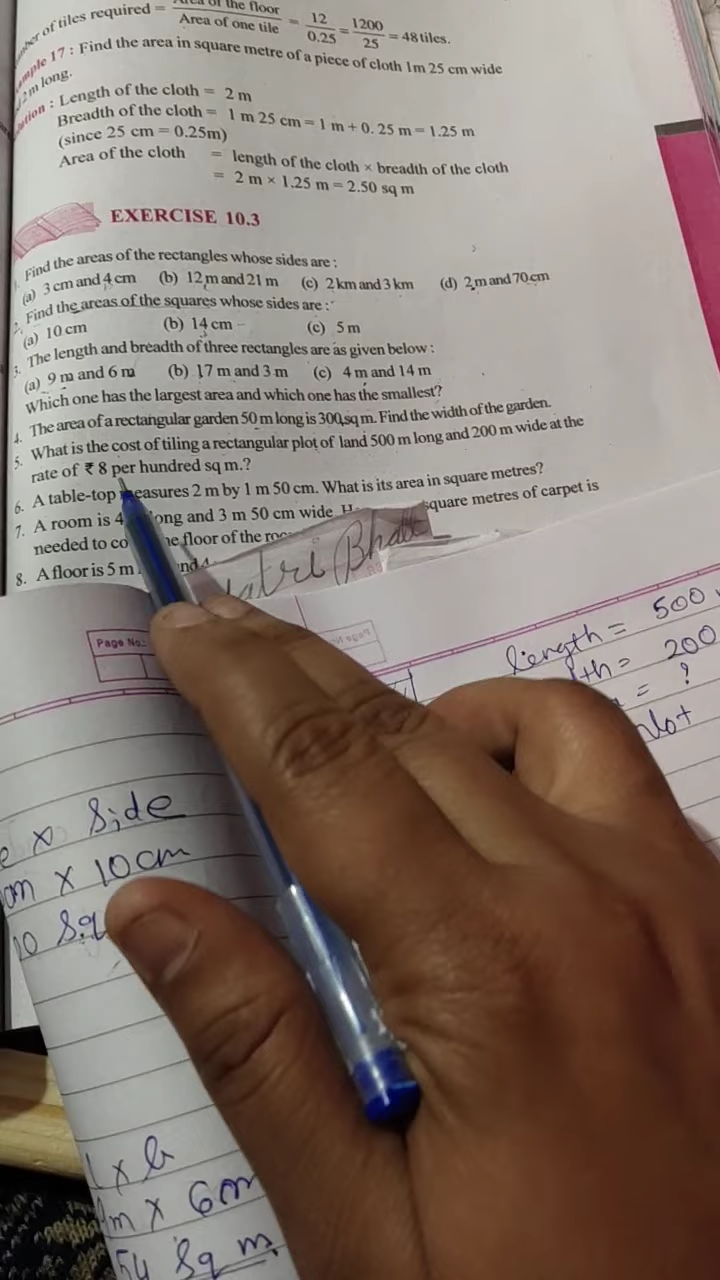 of tiles required = Area of the floor / Area of one tile = 12 / 0.25 = 1200 / 25 = 48 tiles.
17 : Find the area in square metre of a piece of cloth 1m 25 cm wide
2 m long.
: Length of the cloth = 2 m
Breadth of the cloth = 1 m 25 cm = 1 m + 0. 25 m = 1.25 m
(since 25 cm = 0.25m)
Area of the cloth = length of the cloth × breadth of the cloth
= 2 m × 1.25 m = 2.50 sq m
EXERCISE 10.3
Find the areas of the rectangles whose sides are :
(a) 3 cm and 4 cm (b) 12 m and 21 m (c) 2 km and 3 km (d) 2 m and 70 cm
2. Find the areas of the squares whose sides are :
(a) 10 cm (b) 14 cm (c) 5 m
3. The length and breadth of three rectangles are as given below :
(a) 9 m and 6 m (b) 17 m and 3 m (c) 4 m and 14 m
Which one has the largest area and which one has the smallest?
4. The area of a rectangular garden 50 m long is 300 sq m. Find the width of the garden.
5. What is the cost of tiling a rectangular plot of land 500 m long and 200 m wide at the
rate of ₹ 8 per hundred sq m.?
6. A table-top measures 2 m by 1 m 50 cm. What is its area in square metres?
7. A room is 4 long and 3 m 50 cm wide. square metres of carpet is
needed to floor of the
8. A floor is 5 m
Bhatt
Page No.
length = 500
= 200
= ?
× Side
× 10 cm
Sq
l × b
m × 6m
54 Sq m